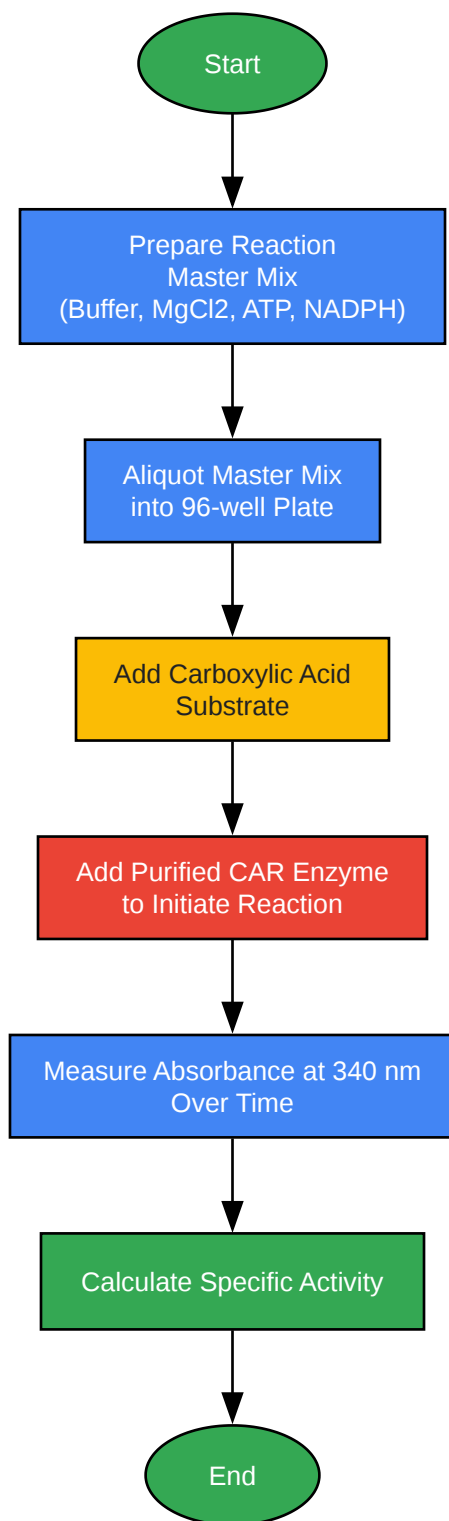 Start
Prepare Reaction
Master Mix
(Buffer, MgCl2, ATP, NADPH)
Aliquot Master Mix
into 96-well Plate
Add Carboxylic Acid
Substrate
Add Purified CAR Enzyme
to Initiate Reaction
Measure Absorbance at 340 nm
Over Time
Calculate Specific Activity
End